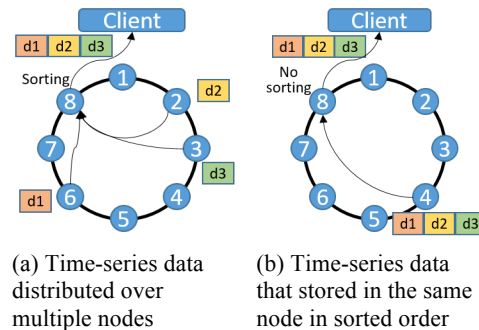 Client
d1 d2 d3
Sorting
1
8
2
d2
7
3
d3
6
4
d1
5
(a) Time-series data
distributed over
multiple nodes
Client
d1 d2 d3
No
sorting
1
8
2
7
3
6
4
5
d1 d2 d3
(b) Time-series data
that stored in the same
node in sorted order